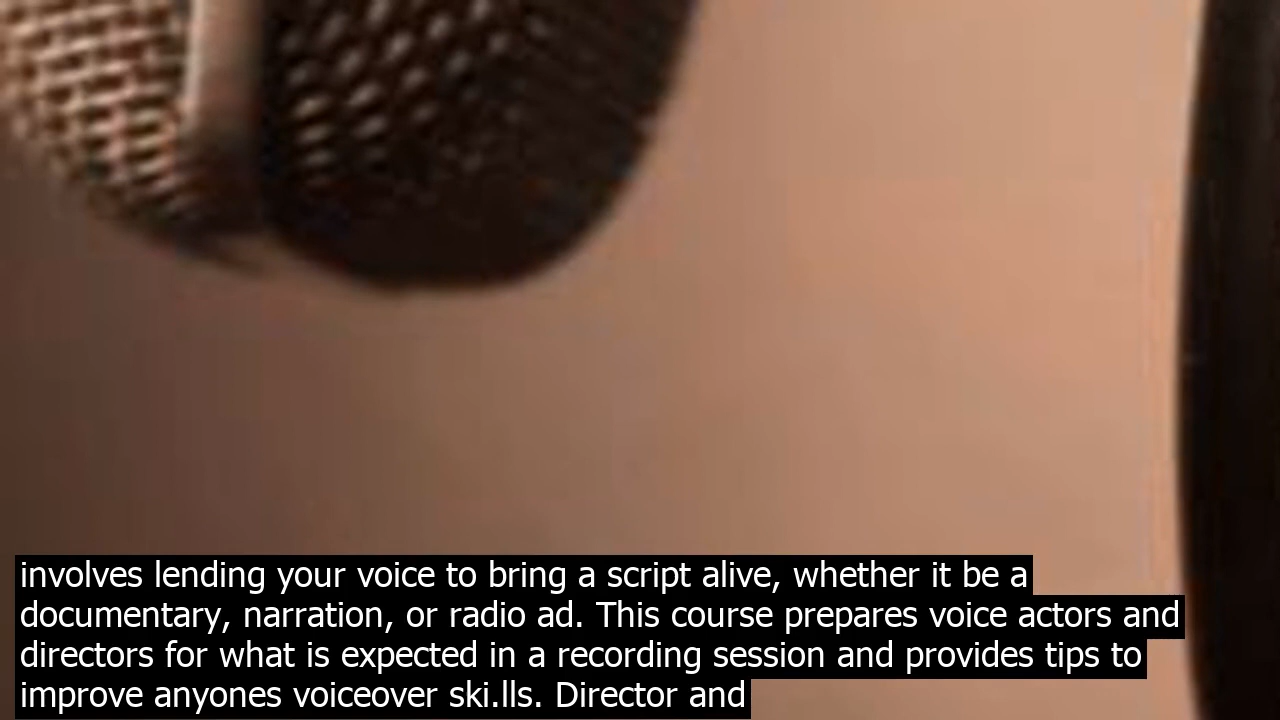 involves lending your voice to bring a script alive, whether it be a
documentary, narration, or radio ad. This course prepares voice actors and
directors for what is expected in a recording session and provides tips to
improve anyones voiceover ski.lls. Director and